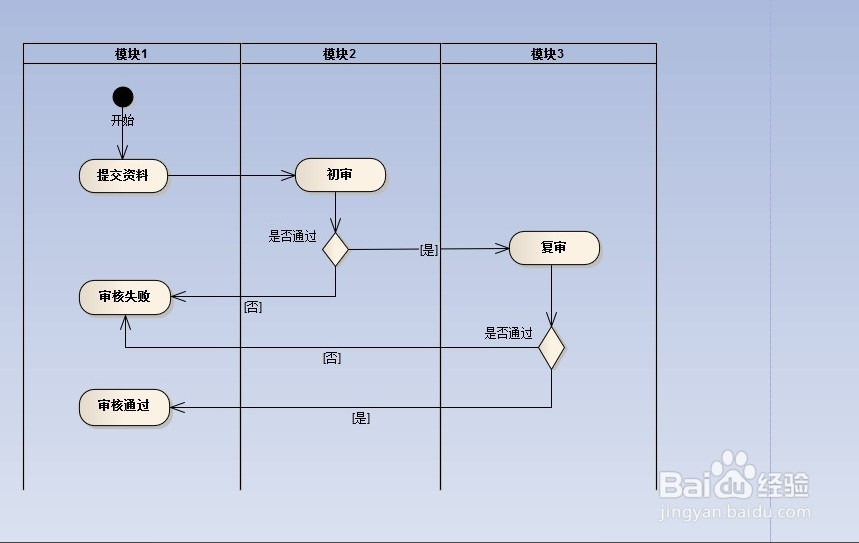 模块1 模块2 模块3
开始
提交资料
初审
是否通过
[是]
复审
审核失败
[否]
是否通过
[否]
审核通过
[是]
Baidu经验
jingyan.baidu.com